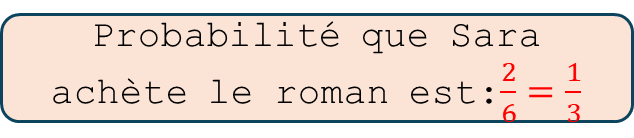 Probabilité que Sara
achète le roman est: 2/6 = 1/3